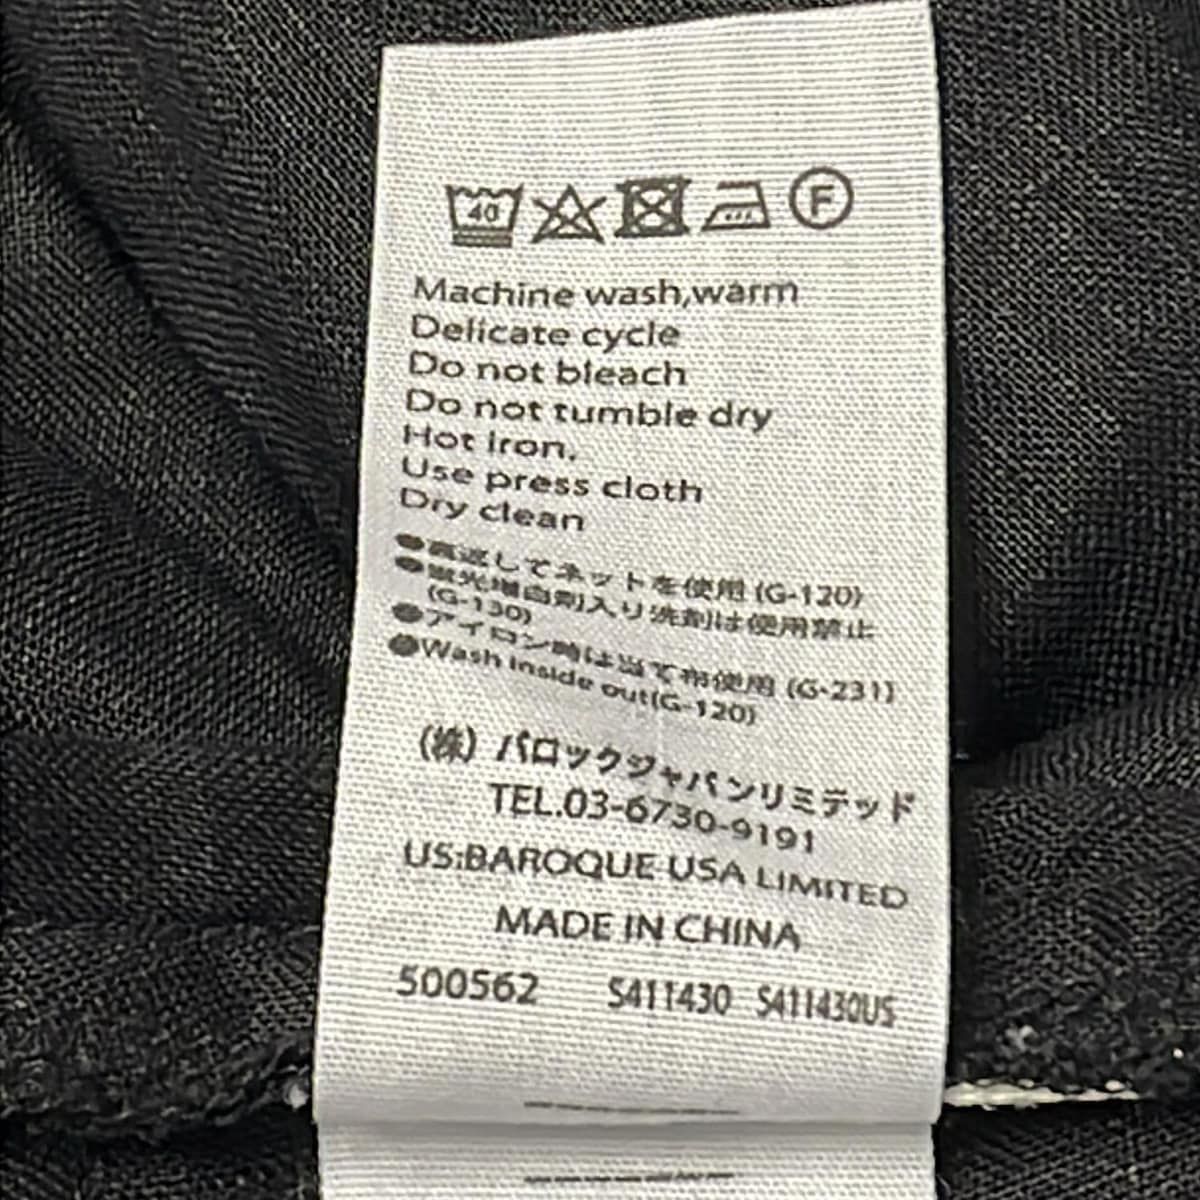 40 F
Machine wash,warm
Delicate cycle
Do not bleach
Do not tumble dry
Hot iron.
Use press cloth
Dry clean
●裏返してネットを使用 (G-120)
●蛍光増白剤入り洗剤は使用禁止
(G-130)
●アイロン時は当て布使用 (G-231)
●Wash inside out(G-120)
(株) バロックジャパンリミテッド
TEL.03-6730-9191
US:BAROQUE USA LIMITED
MADE IN CHINA
500562 S411430 S411430US